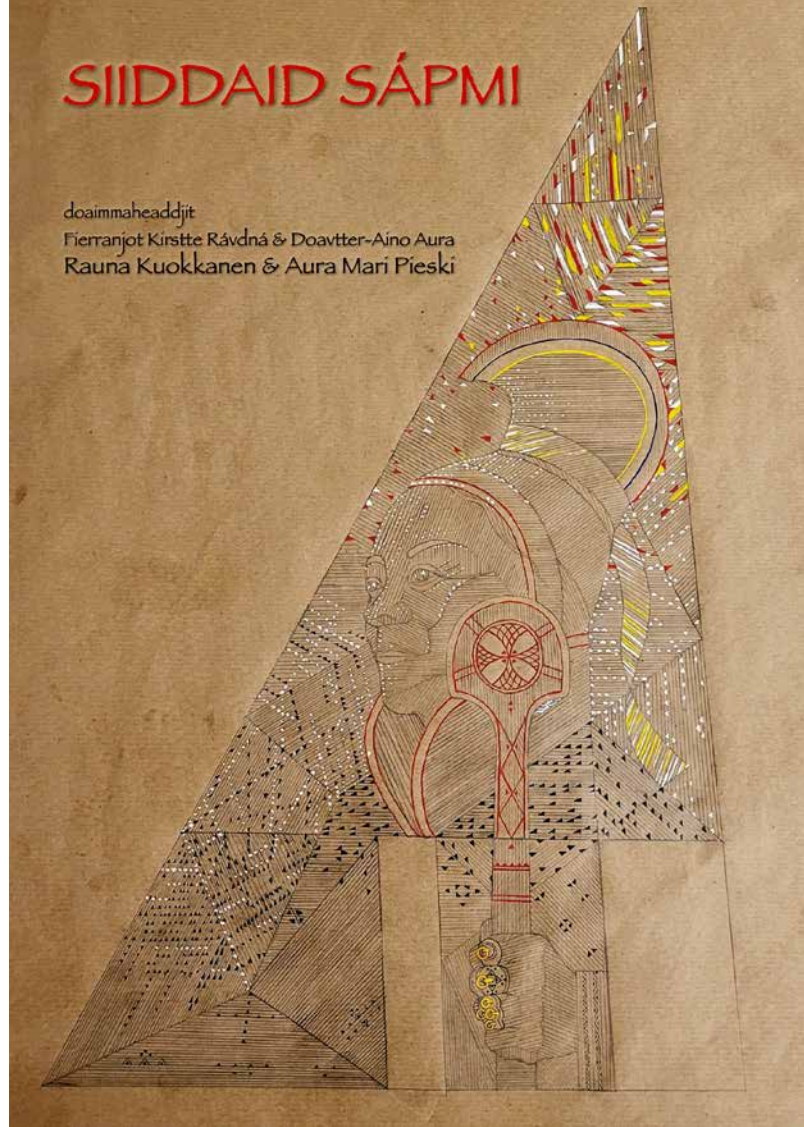 SIIDDAID SÁPMI
doaimmaheaddjit
Fierranjot Kirstte Rávdná & Doavtter-Aino Aura
Rauna Kuokkanen & Aura Mari Pieski